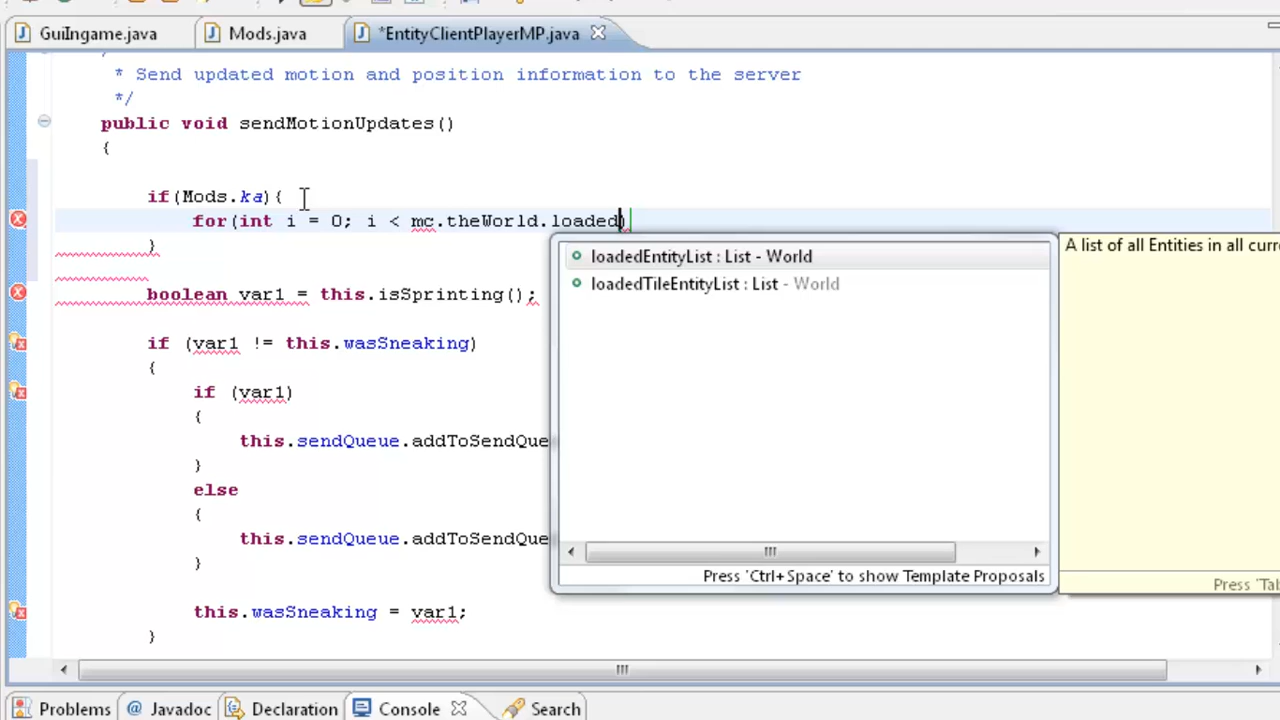 GuiIngame.java
Mods.java
*EntityClientPlayerMP.java
* Send updated motion and position information to the server
*/
public void sendMotionUpdates()
{
if(Mods.ka){
for(int i = 0; i < mc.theWorld.loaded)
}
loadedEntityList : List - World
loadedTileEntityList : List - World
A list of all Entities in all
boolean var1 = this.isSprinting();
if (var1 != this.wasSneaking)
{
if (var1)
{
this.sendQueue.addToSendQue
}
else
{
this.sendQueue.addToSendQue
}
Press 'Ctrl+Space' to show Template Proposals
Press
this.wasSneaking = var1;
}
Problems
@ Javadoc
Declaration
Console
Search